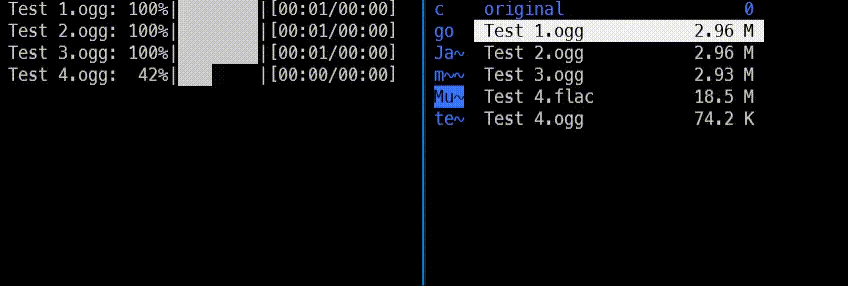 Test 1.ogg: 100%| |[00:01/00:00]
Test 2.ogg: 100%| |[00:01/00:00]
Test 3.ogg: 100%| |[00:01/00:00]
Test 4.ogg: 42%| |[00:00/00:00]
c original 0
go Test 1.ogg 2.96 M
Ja~ Test 2.ogg 2.96 M
m~~ Test 3.ogg 2.93 M
Mu~ Test 4.flac 18.5 M
te~ Test 4.ogg 74.2 K